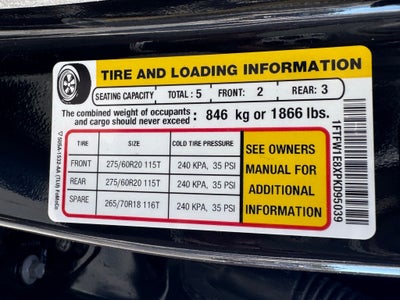 TIRE AND LOADING INFORMATION
SEATING CAPACITY TOTAL : 5 FRONT: 2 REAR: 3
The combined weight of occupants
and cargo should never exceed : 846 kg or 1866 lbs.
TIRE SIZE COLD TIRE PRESSURE
FRONT 275/60R20 115T 240 KPA, 35 PSI
REAR 275/60R20 115T 240 KPA, 35 PSI
SPARE 265/70R18 116T 240 KPA, 35 PSI
SEE OWNERS
MANUAL FOR
ADDITIONAL
INFORMATION
1FTFW1E8XPKD95039